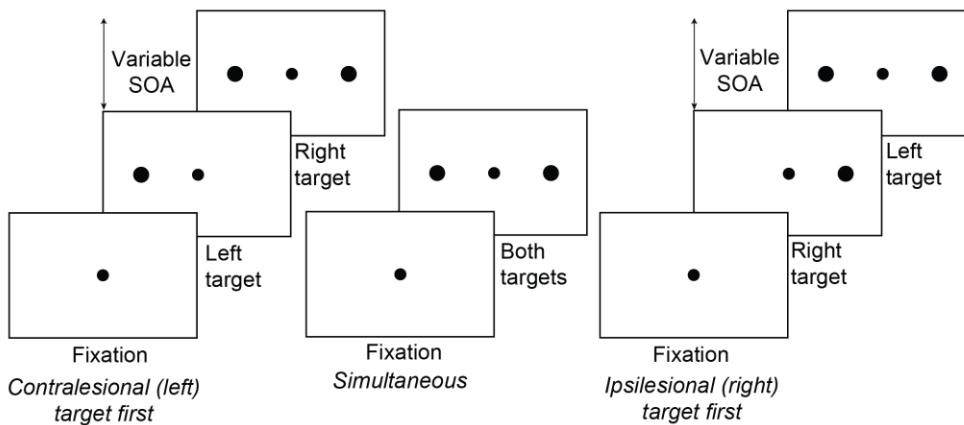 Variable
SOA
Right
target
Left
target
Fixation
Contralesional (left)
target first
Both
targets
Fixation
Simultaneous
Variable
SOA
Left
target
Right
target
Fixation
Ipsilesional (right)
target first